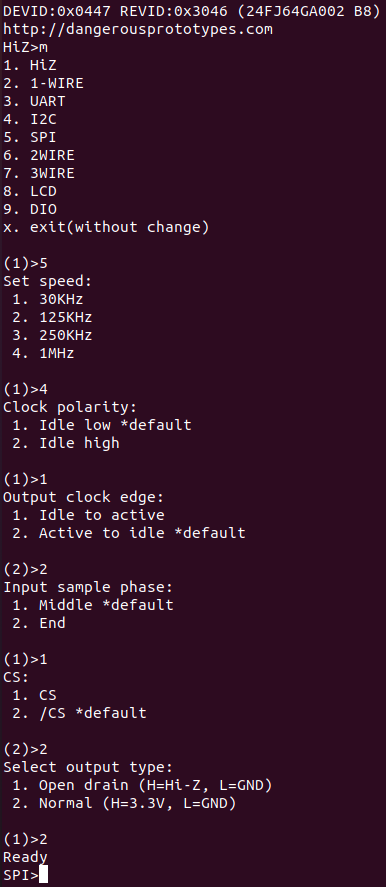 DEVID:0x0447 REVID:0x3046 (24FJ64GA002 B8)
http://dangerousprototypes.com
HiZ>m
1. HiZ
2. 1-WIRE
3. UART
4. I2C
5. SPI
6. 2WIRE
7. 3WIRE
8. LCD
9. DIO
x. exit(without change)

(1)>5
Set speed:
 1. 30KHz
 2. 125KHz
 3. 250KHz
 4. 1MHz

(1)>4
Clock polarity:
 1. Idle low *default
 2. Idle high

(1)>1
Output clock edge:
 1. Idle to active
 2. Active to idle *default

(2)>2
Input sample phase:
 1. Middle *default
 2. End

(1)>1
CS:
 1. CS
 2. /CS *default

(2)>2
Select output type:
 1. Open drain (H=Hi-Z, L=GND)
 2. Normal (H=3.3V, L=GND)

(1)>2
Ready
SPI>